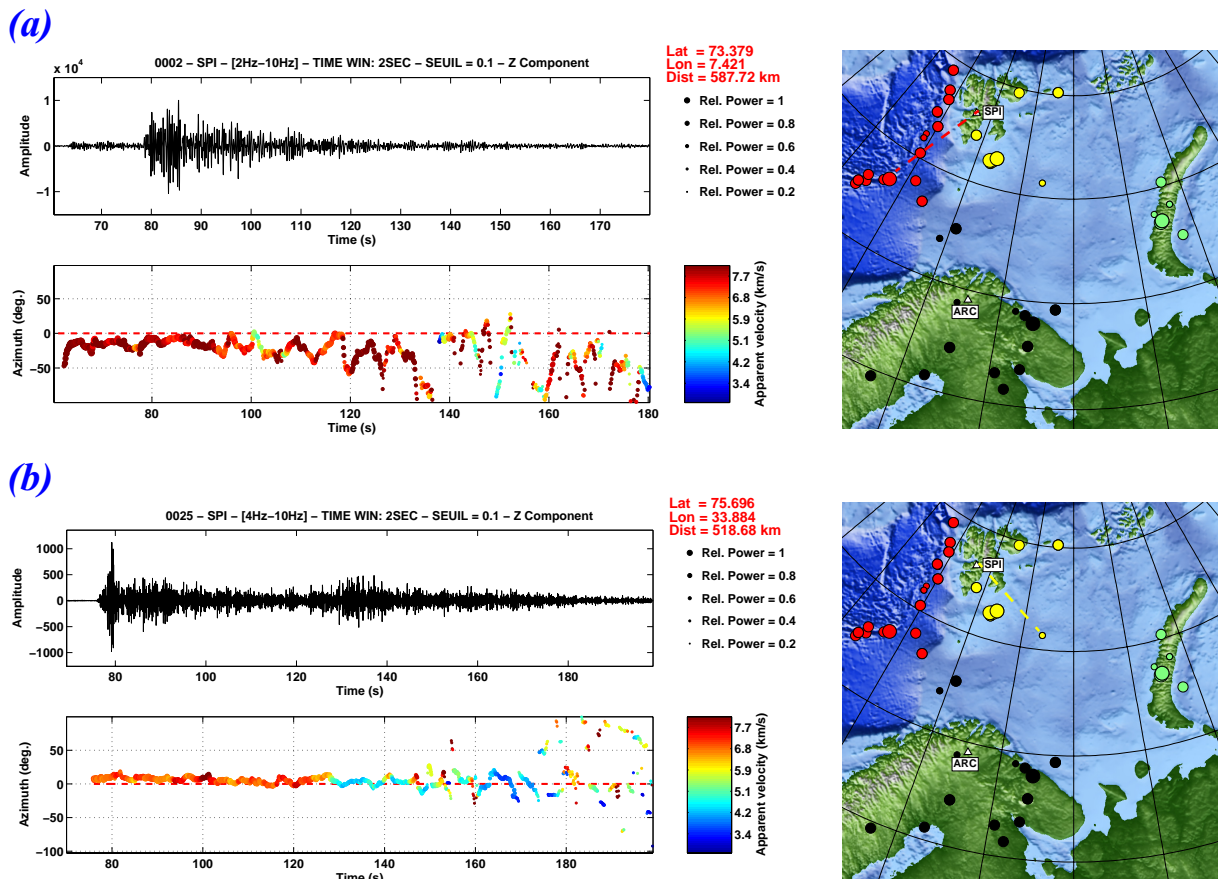 (a)
0002 – SPI – [2Hz–10Hz] – TIME WIN: 2SEC – SEUIL = 0.1 – Z Component
x 10^4
1
0
−1
Amplitude
70 80 90 100 110 120 130 140 150 160 170
Time (s)
Lat = 73.379
Lon = 7.421
Dist = 587.72 km
Rel. Power = 1
Rel. Power = 0.8
Rel. Power = 0.6
Rel. Power = 0.4
Rel. Power = 0.2
50
0
−50
Azimuth (deg.)
80 100 120 140 160 180
Time (s)
7.7
6.8
5.9
5.1
4.2
3.4
Apparent velocity (km/s)
SPI
ARC
(b)
0025 – SPI – [4Hz–10Hz] – TIME WIN: 2SEC – SEUIL = 0.1 – Z Component
1000
500
0
−500
−1000
Amplitude
80 100 120 140 160 180
Time (s)
Lat = 75.696
Lon = 33.884
Dist = 518.68 km
Rel. Power = 1
Rel. Power = 0.8
Rel. Power = 0.6
Rel. Power = 0.4
Rel. Power = 0.2
50
0
−50
−100
Azimuth (deg.)
80 100 120 140 160 180
Time (s)
7.7
6.8
5.9
5.1
4.2
3.4
Apparent velocity (km/s)
SPI
ARC